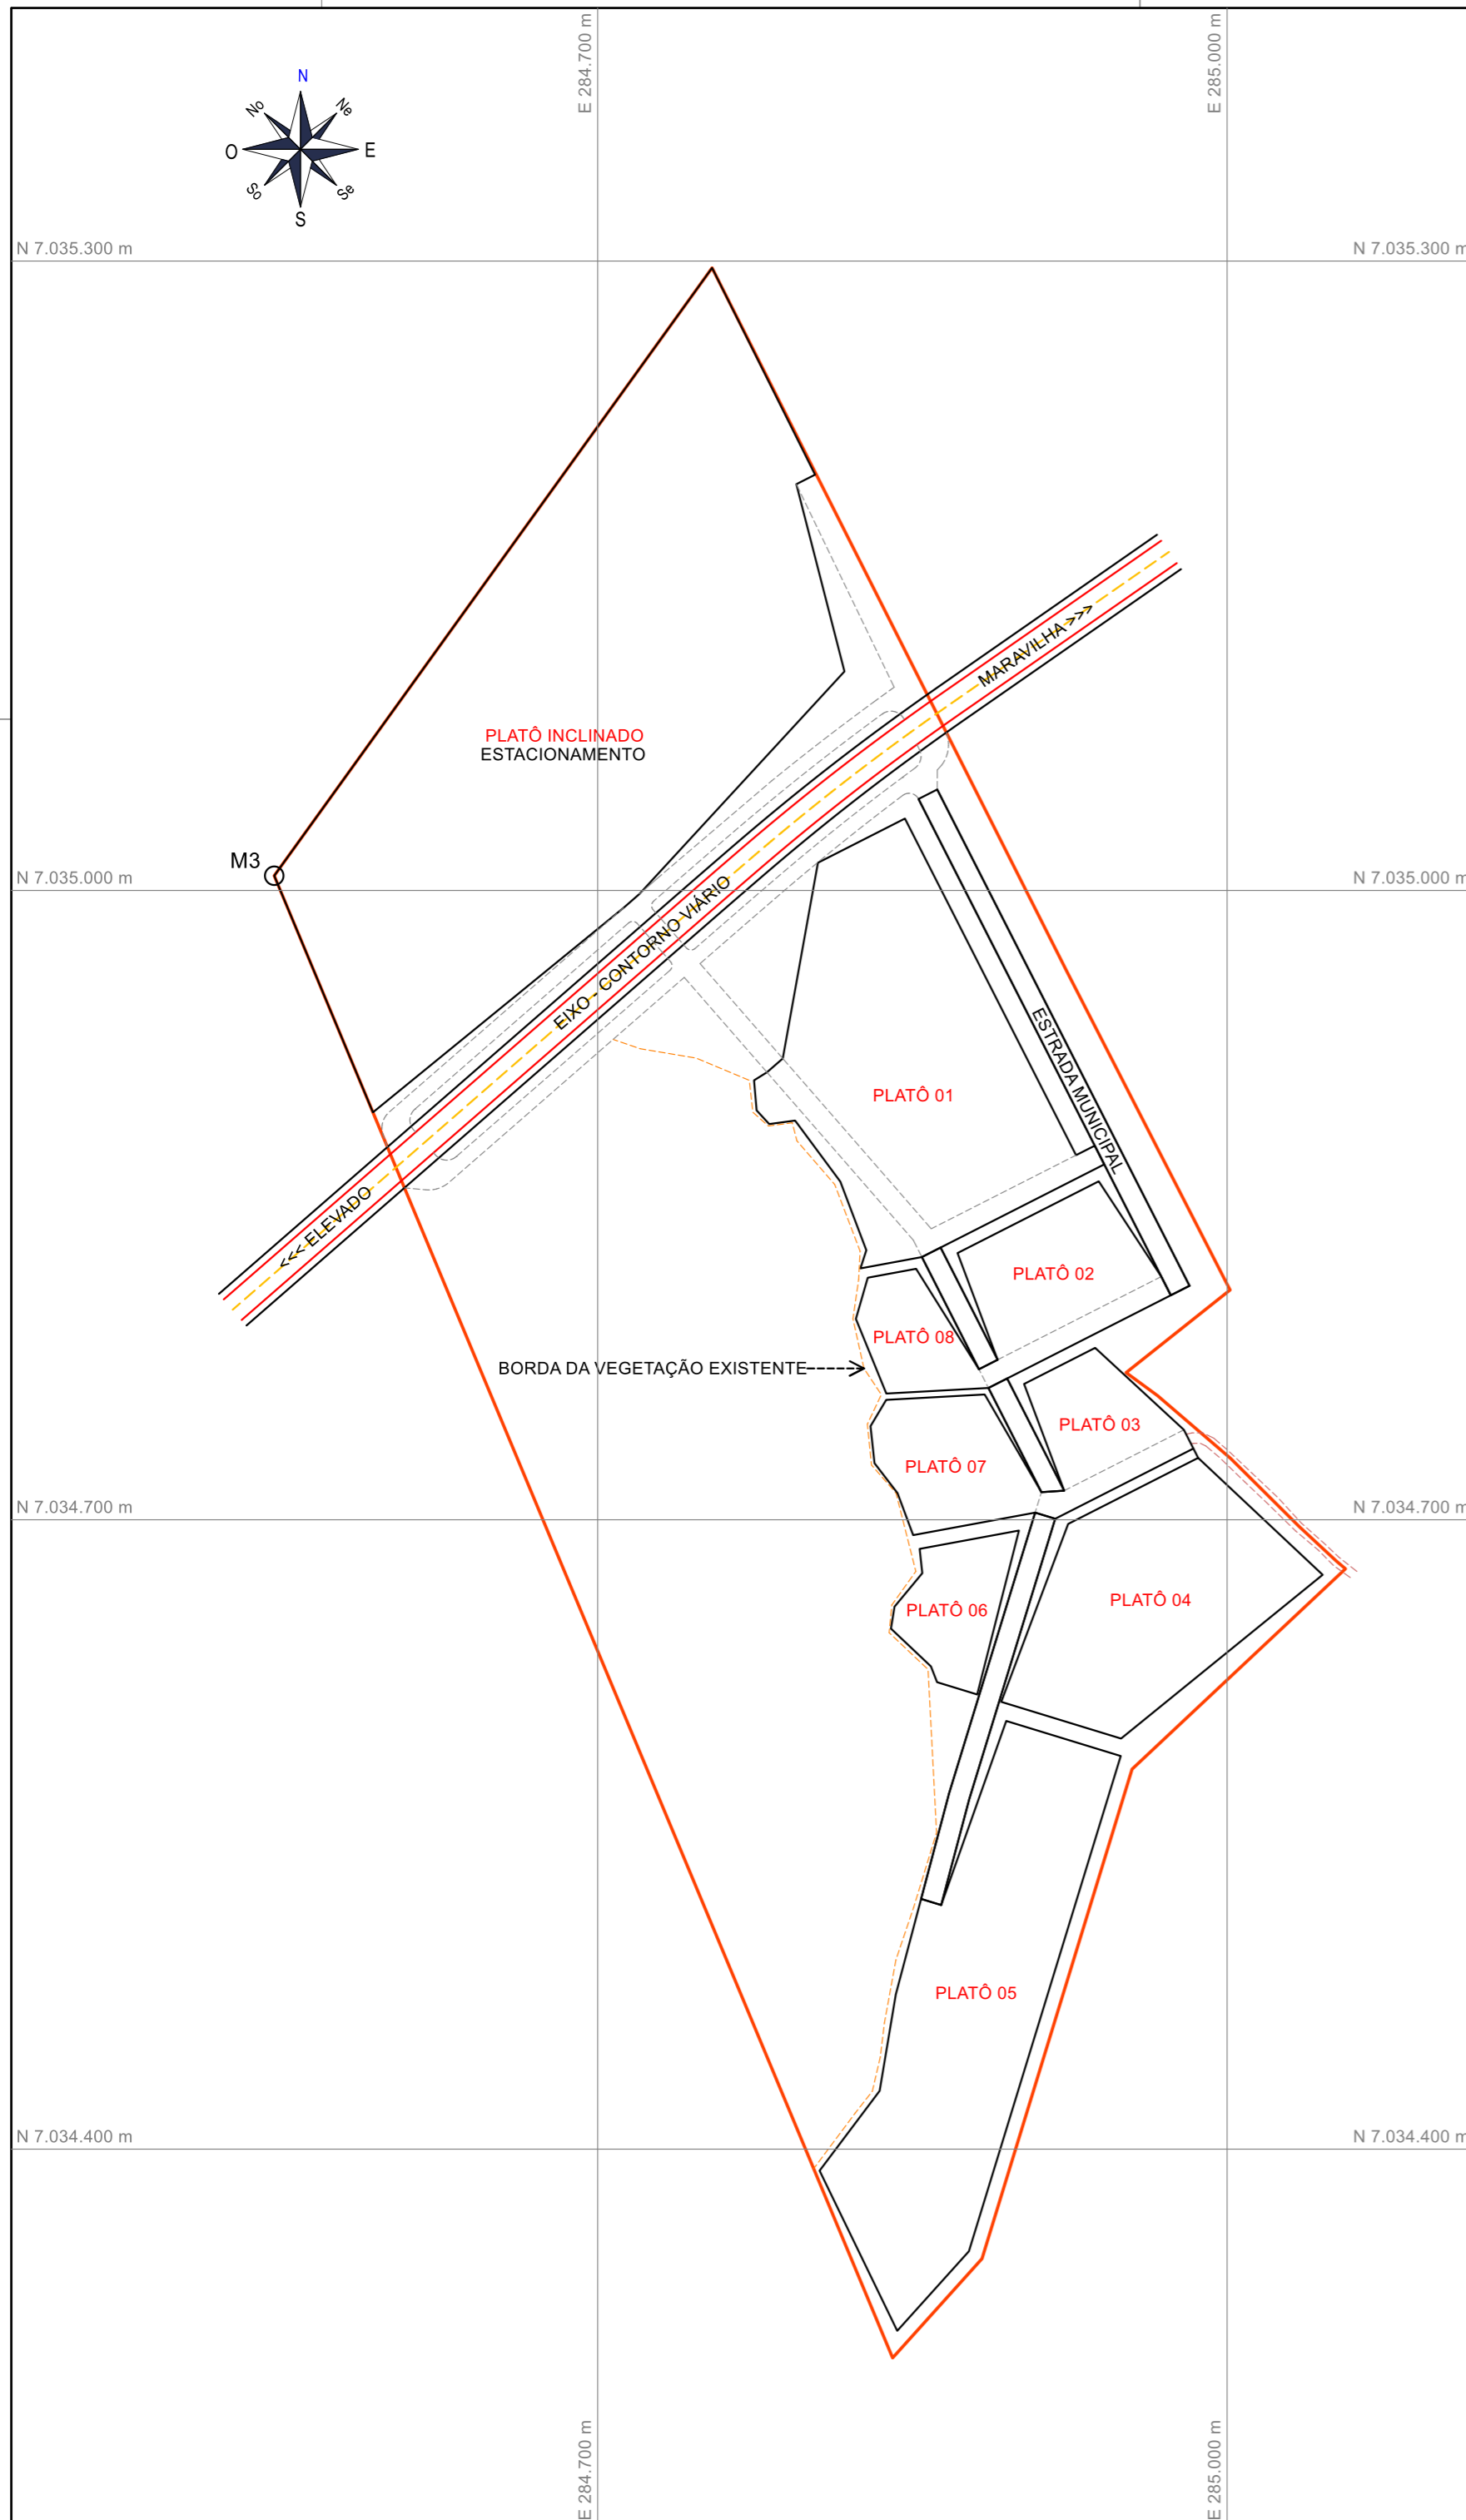 E 284.700 m
E 285.000 m
N
No
Ne
O
E
So
Se
S
N 7.035.300 m
N 7.035.300 m
MARAVILHA >>>
PLATÔ INCLINADO
ESTACIONAMENTO
M3
N 7.035.000 m
N 7.035.000 m
EIXO - CONTORNO VIÁRIO
ESTRADA MUNICIPAL
PLATÔ 01
<<< ELEVADO
PLATÔ 02
PLATÔ 08
BORDA DA VEGETAÇÃO EXISTENTE
PLATÔ 03
PLATÔ 07
N 7.034.700 m
N 7.034.700 m
PLATÔ 04
PLATÔ 06
PLATÔ 05
N 7.034.400 m
N 7.034.400 m
E 284.700 m
E 285.000 m